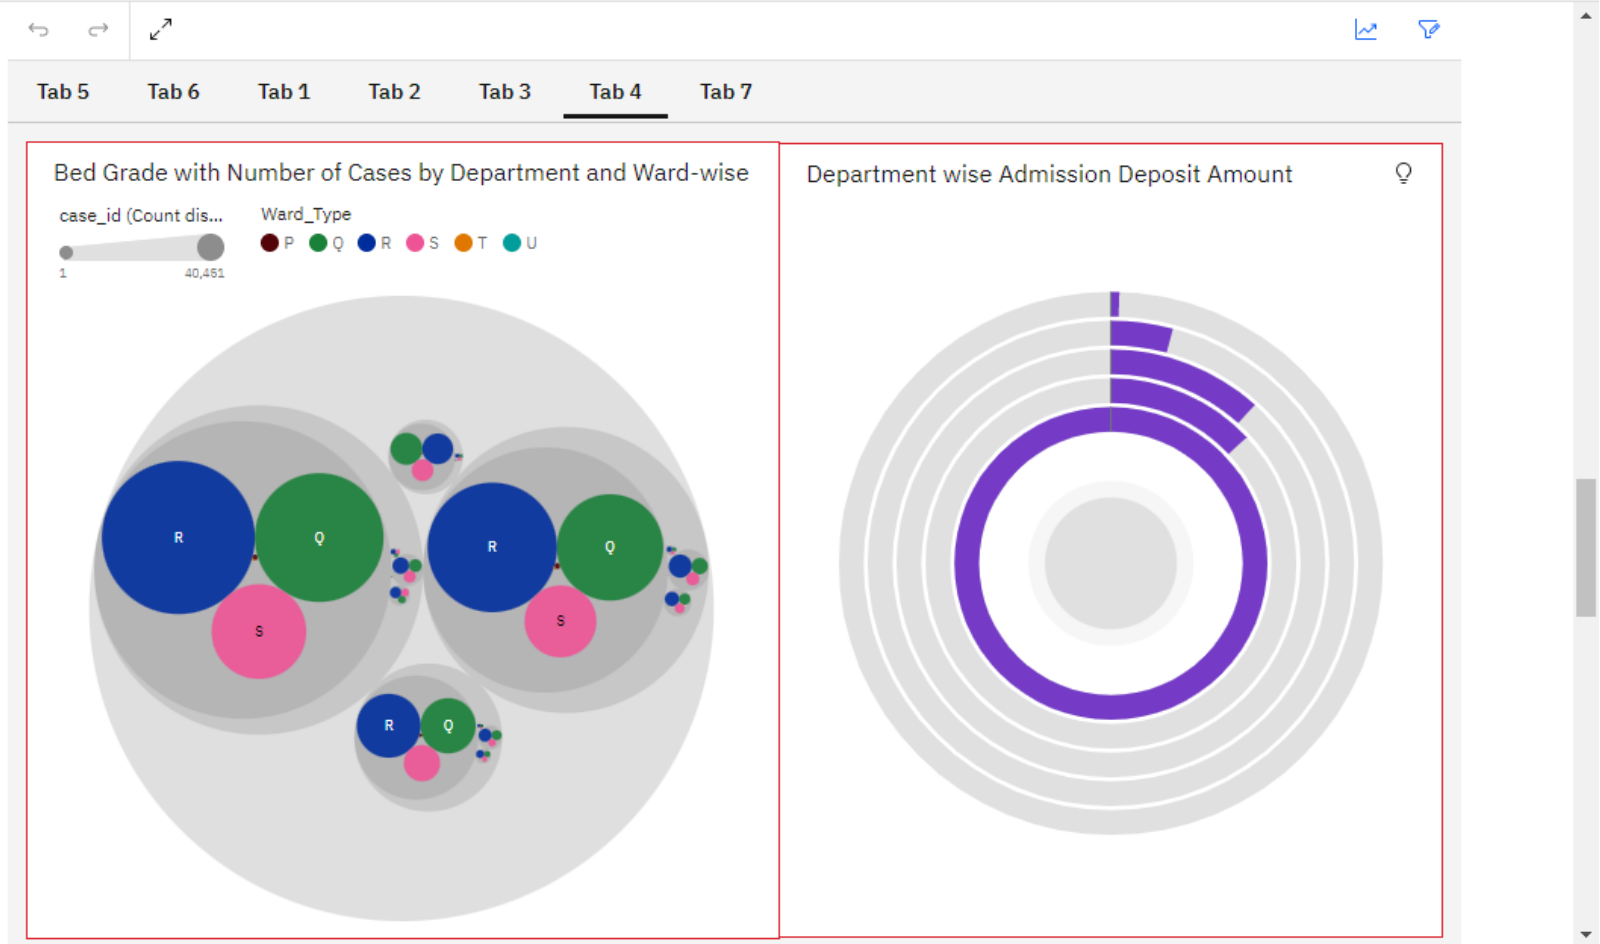 Tab 5 Tab 6 Tab 1 Tab 2 Tab 3 Tab 4 Tab 7
Bed Grade with Number of Cases by Department and Ward-wise
case_id (Count dis...
Ward_Type
P Q R S T U
1 40,451
R Q S
R Q S
R Q
Department wise Admission Deposit Amount